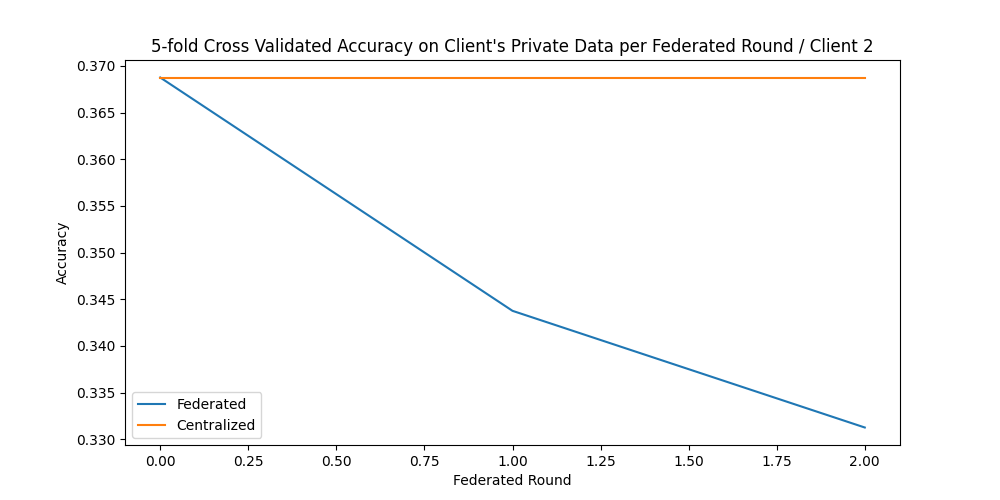 5-fold Cross Validated Accuracy on Client's Private Data per Federated Round / Client 2
0.370
0.365
0.360
0.355
0.350
0.345
0.340
0.335
0.330
Accuracy
Federated
Centralized
0.00 0.25 0.50 0.75 1.00 1.25 1.50 1.75 2.00
Federated Round